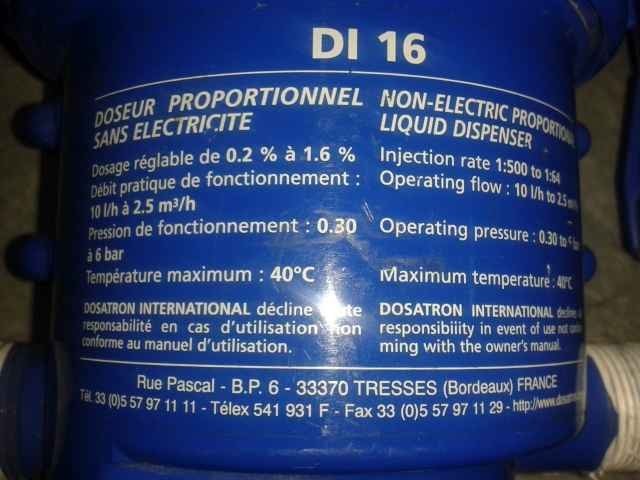 DI 16
DOSEUR PROPORTIONNEL
SANS ELECTRICITE
Dosage réglable de 0.2 % à 1.6 %
Débit pratique de fonctionnement :
10 l/h à 2.5 m³/h
Pression de fonctionnement : 0.30
à 6 bar
Température maximum : 40°C
DOSATRON INTERNATIONAL décline
responsabilité en cas d'utilisation non
conforme au manuel d'utilisation.
NON-ELECTRIC
LIQUID DISPENSER
Injection rate 1:500 to 1:64
Operating flow : 10 l/h to 2.5
Operating pressure : 0.30 to bar
Maximum temperature : 40°C
DOSATRON INTERNATIONAL
responsibiiity in event of use not
ming with the owner's manual.
Rue Pascal - B.P. 6 - 33370 TRESSES (Bordeaux) FRANCE
Tél. 33 (0)5 57 97 11 11 - Télex 541 931 F - Fax 33 (0)5 57 97 11 29 -